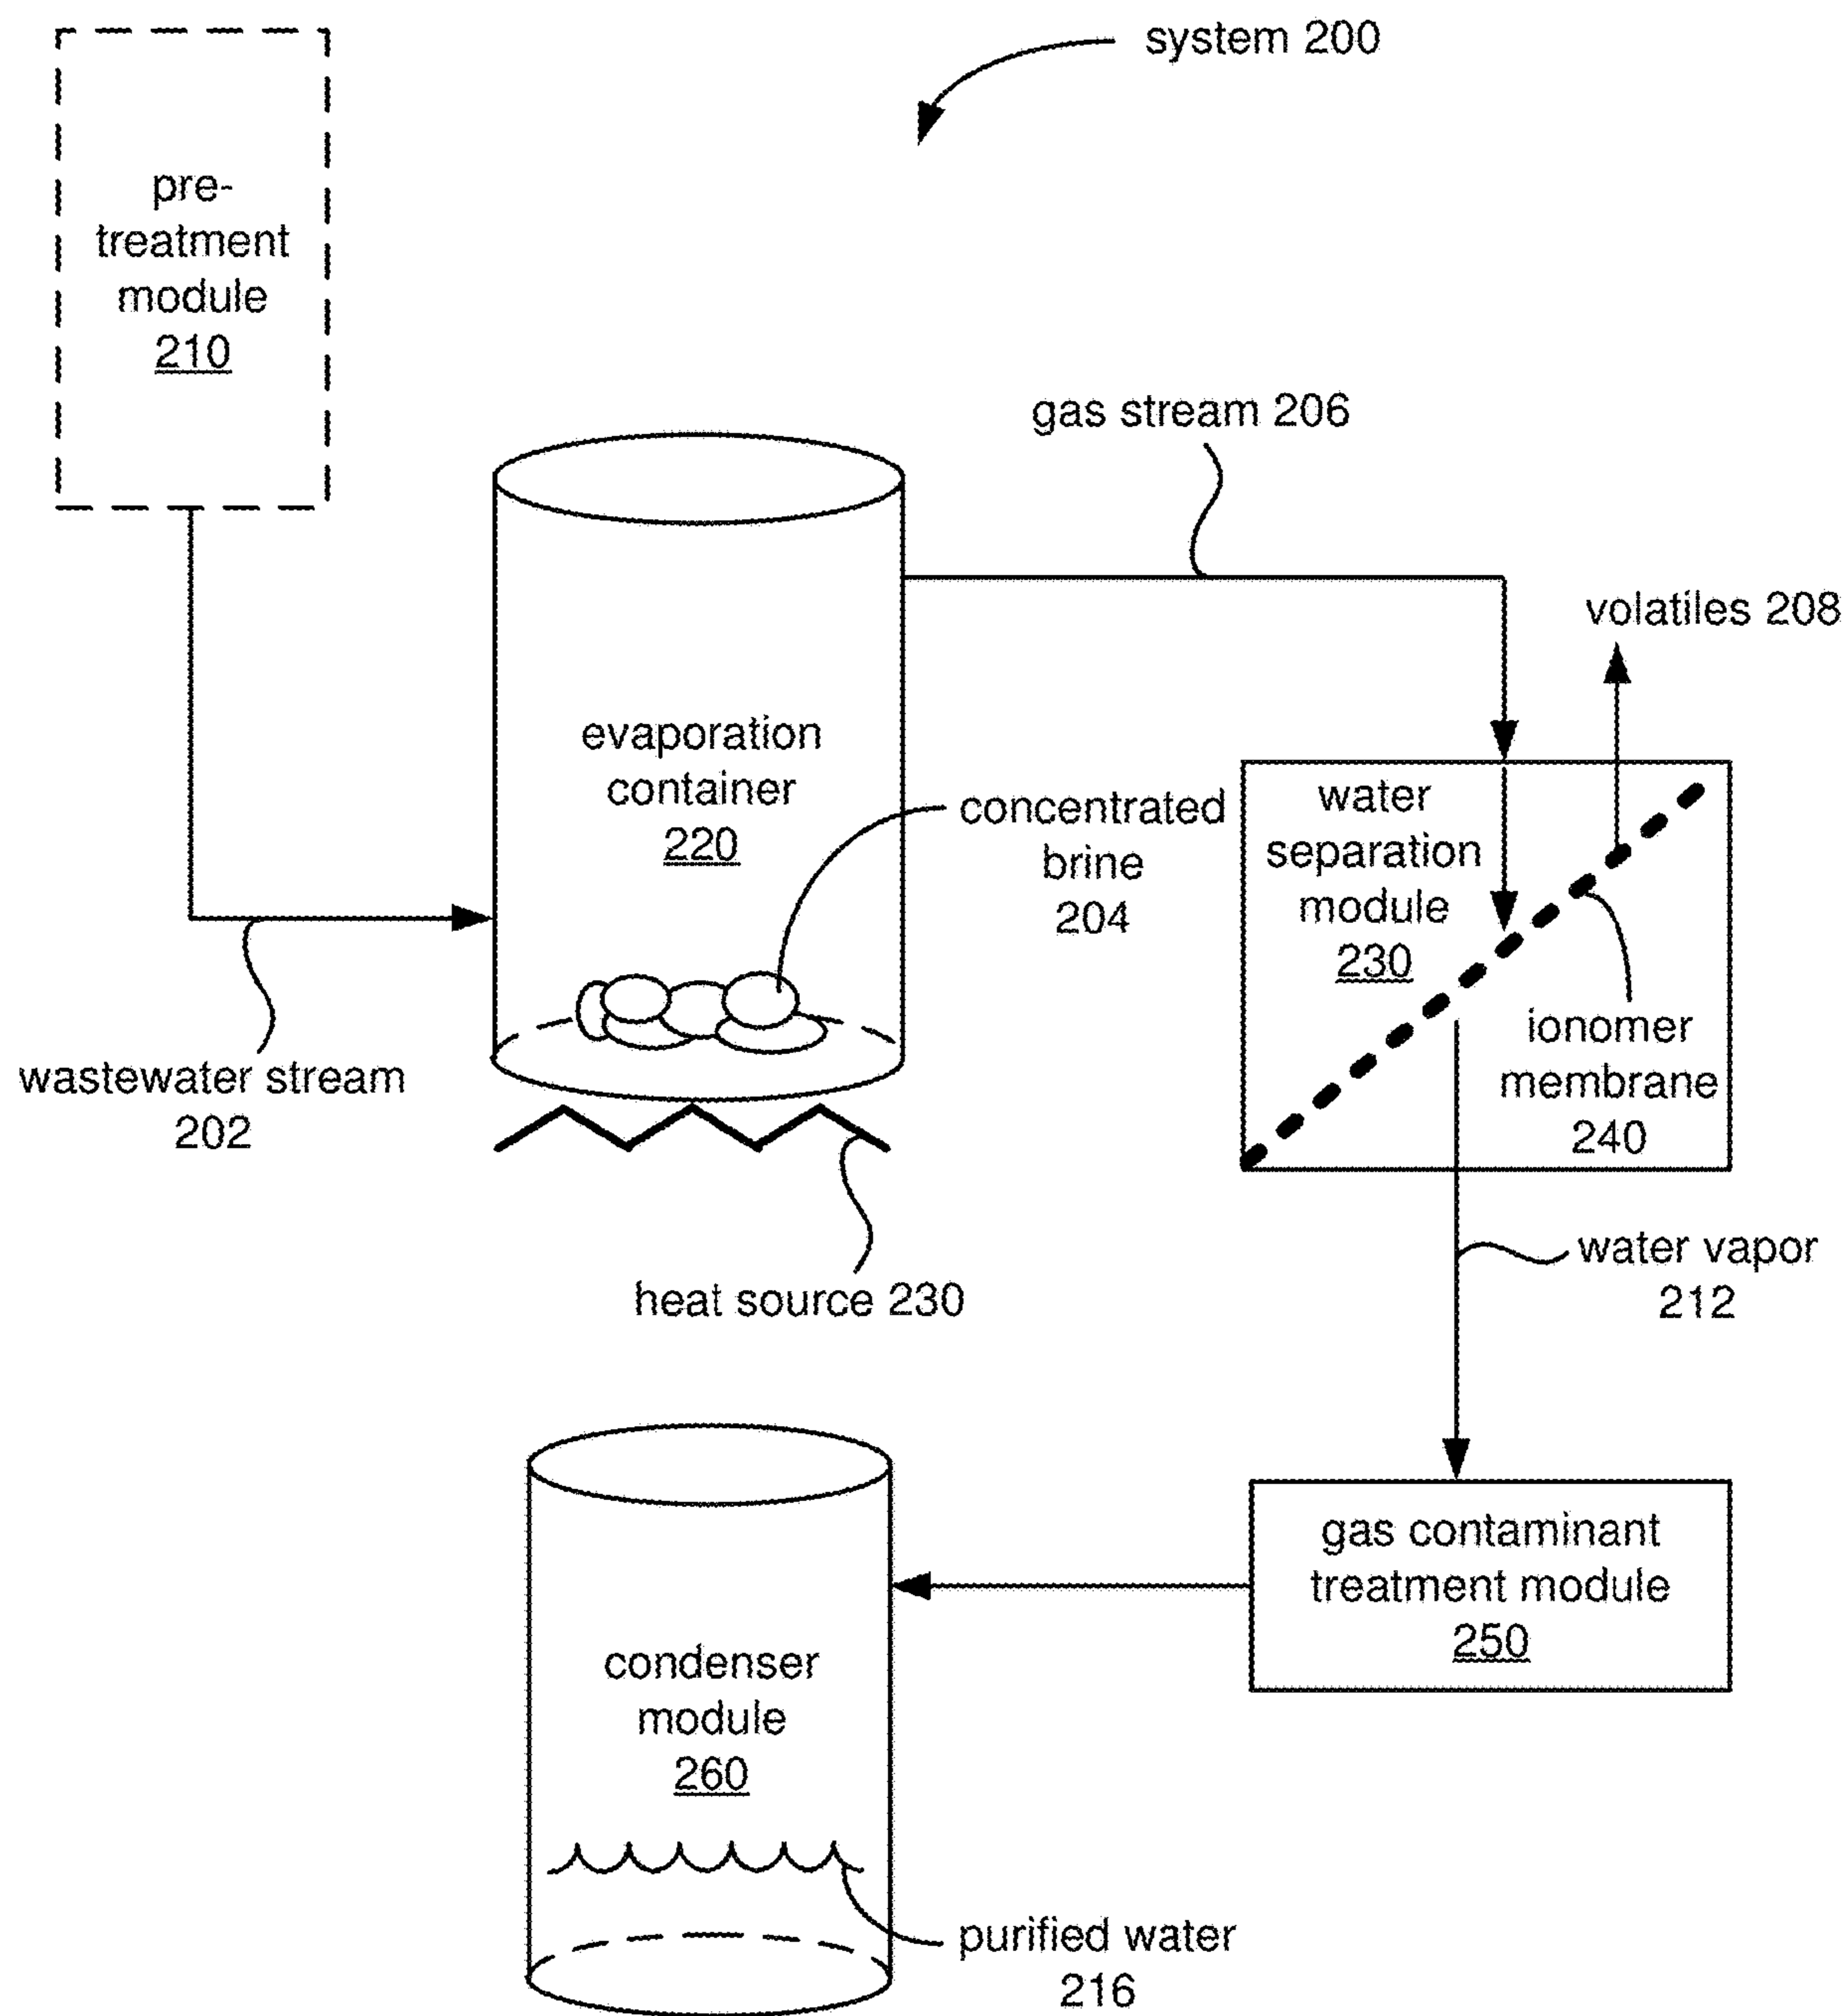 system 200
pre-
treatment
module
210
gas stream 206
volatiles 208
evaporation
container
220
concentrated
brine
204
water
separation
module
230
ionomer
membrane
240
wastewater stream
202
heat source 230
water vapor
212
gas contaminant
treatment module
250
condenser
module
260
purified water
216